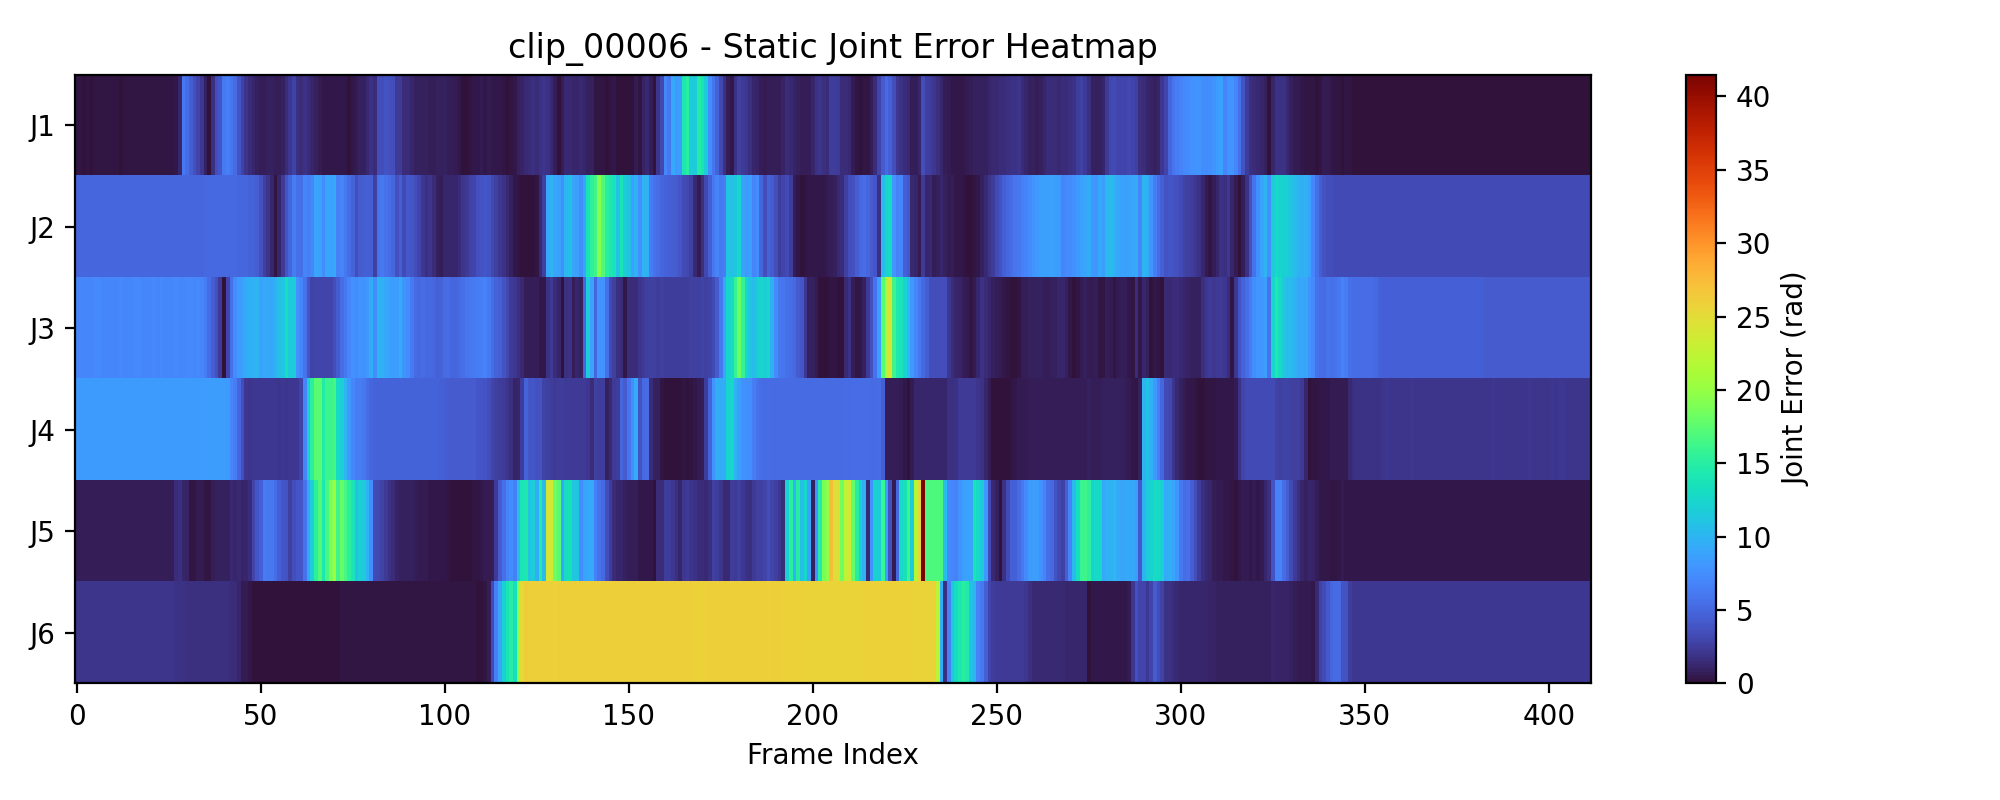 clip_00006 - Static Joint Error Heatmap
J1
J2
J3
J4
J5
J6
0 50 100 150 200 250 300 350 400
Frame Index
40
35
30
25
20
15
10
5
0
Joint Error (rad)